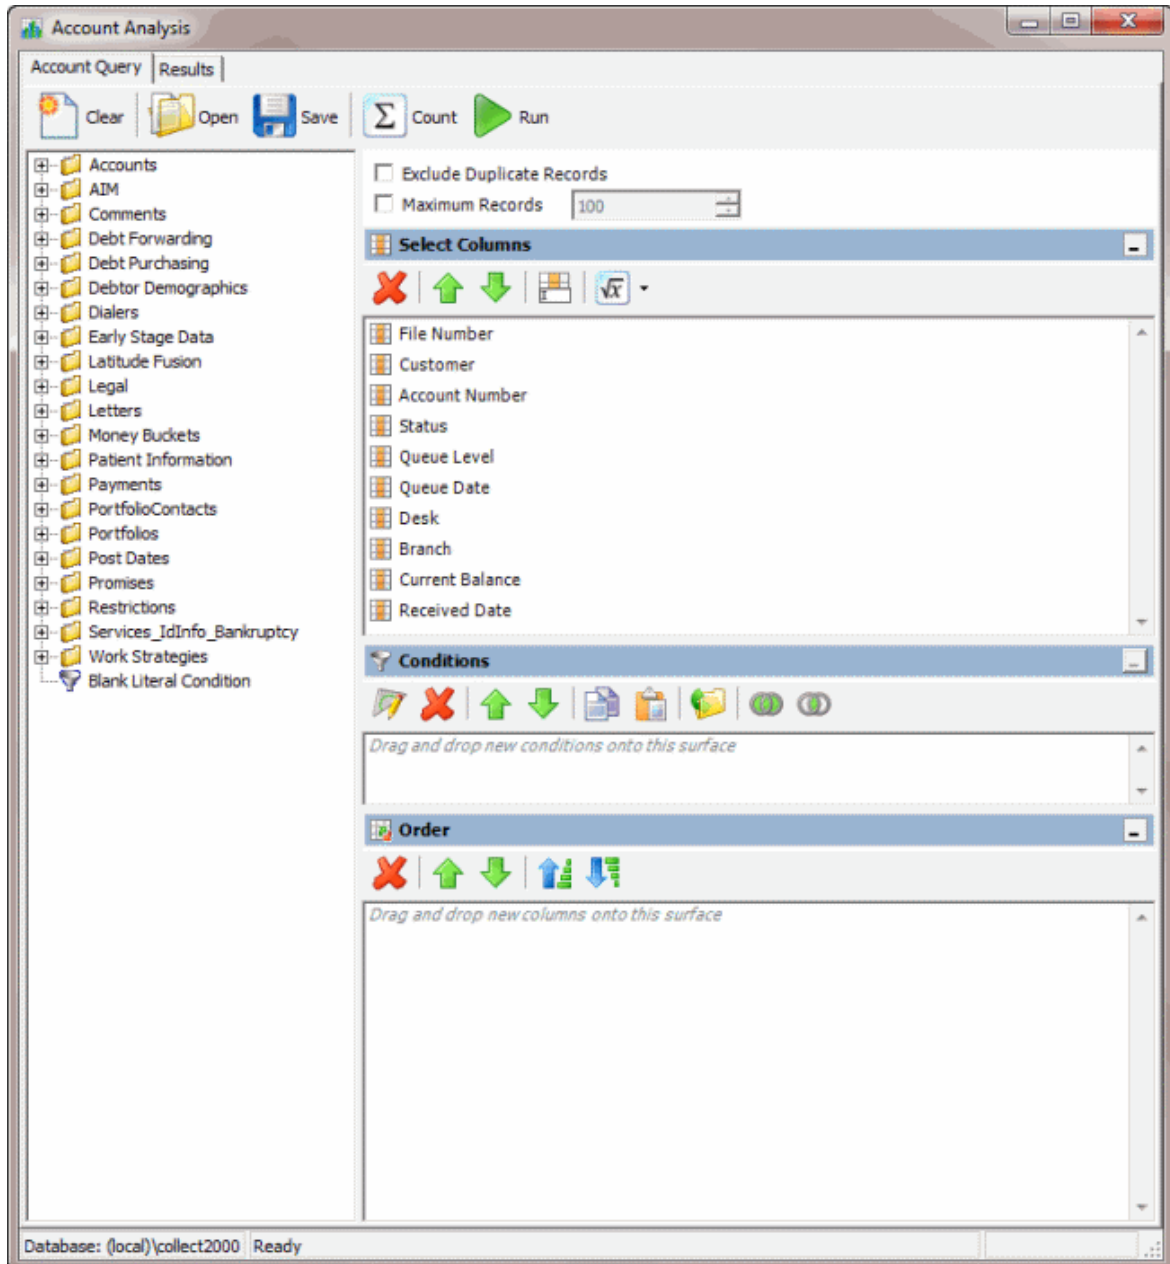 Account Analysis
Account Query Results
Clear Open Save Σ Count Run
Accounts
AIM
Comments
Debt Forwarding
Debt Purchasing
Debtor Demographics
Dialers
Early Stage Data
Latitude Fusion
Legal
Letters
Money Buckets
Patient Information
Payments
PortfolioContacts
Portfolios
Post Dates
Promises
Restrictions
Services_IdInfo_Bankruptcy
Work Strategies
Blank Literal Condition
Exclude Duplicate Records
Maximum Records 100
Select Columns
√x
File Number
Customer
Account Number
Status
Queue Level
Queue Date
Desk
Branch
Current Balance
Received Date
Conditions
Drag and drop new conditions onto this surface
Order
Drag and drop new columns onto this surface
Database: (local)\collect2000 Ready